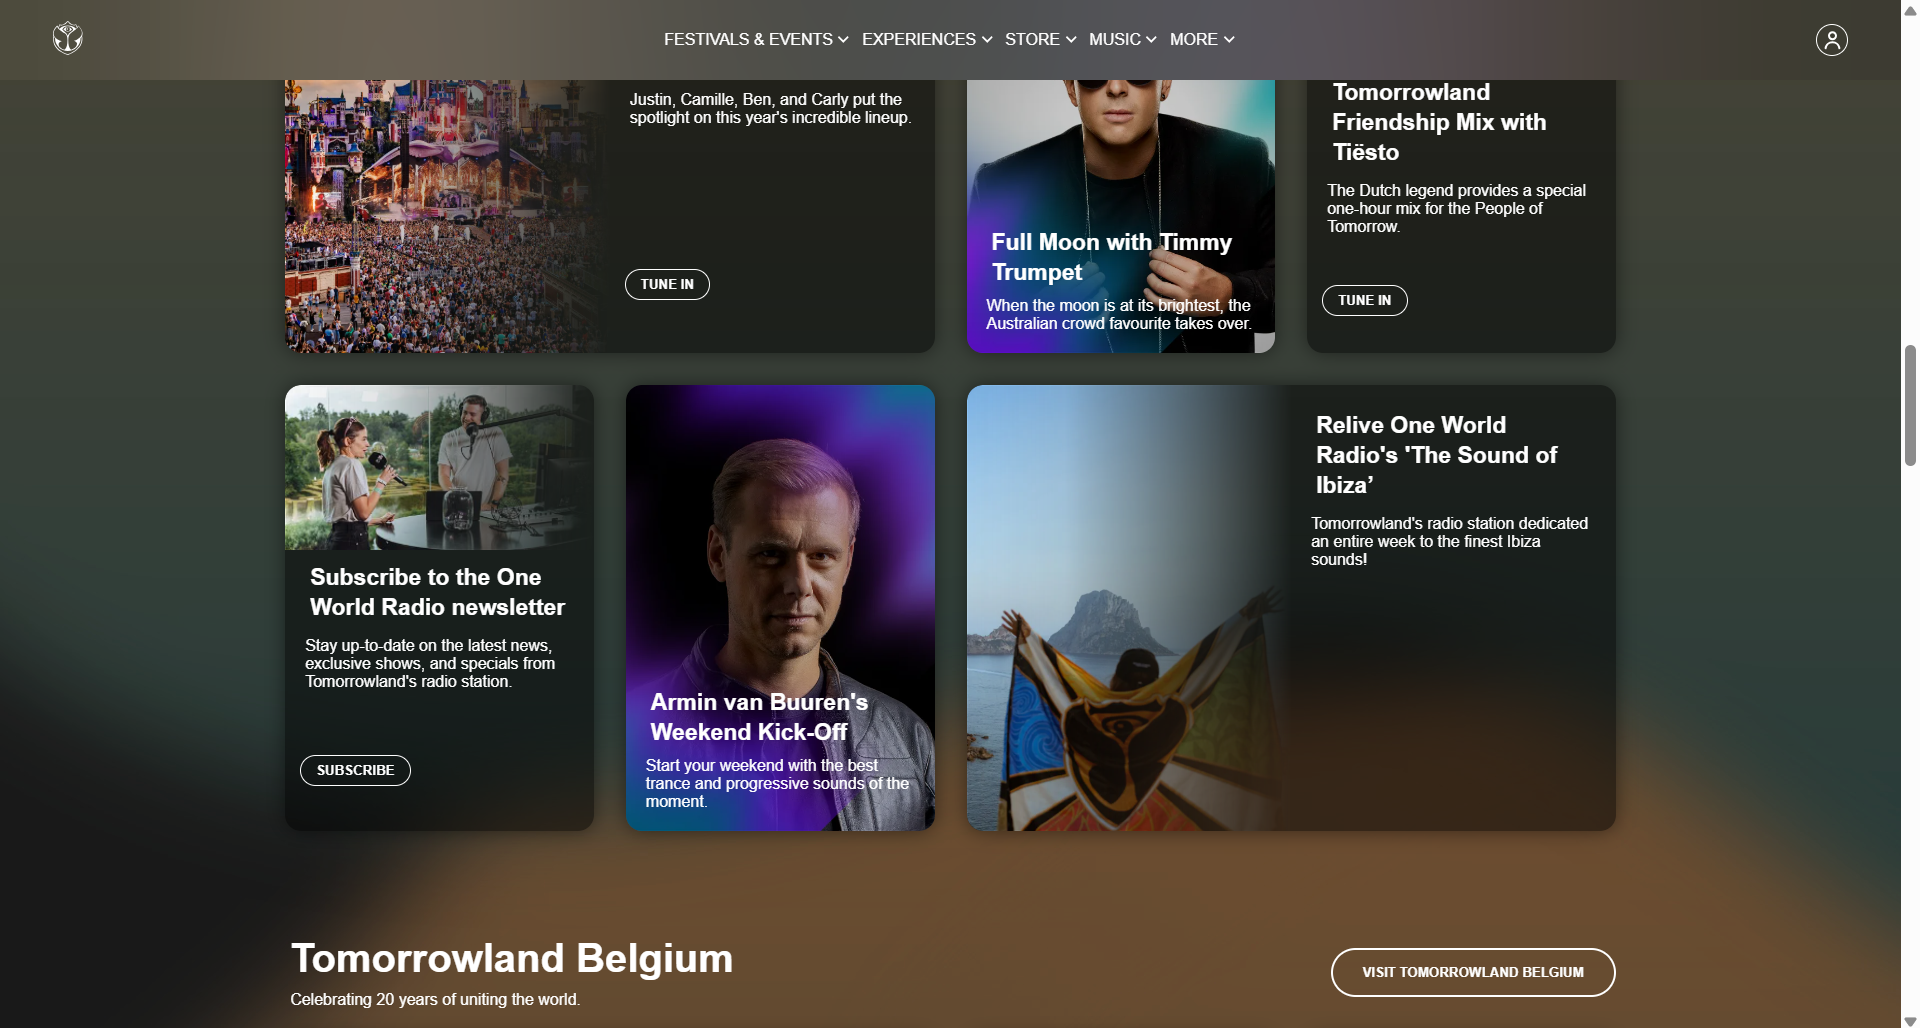 FESTIVALS & EVENTS
EXPERIENCES
STORE
MUSIC
MORE
Justin, Camille, Ben, and Carly put the
spotlight on this year's incredible lineup.
TUNE IN
Full Moon with Timmy
Trumpet
When the moon is at its brightest, the
Australian crowd favourite takes over.
Tomorrowland
Friendship Mix with
Tiësto
The Dutch legend provides a special
one-hour mix for the People of
Tomorrow.
TUNE IN
Subscribe to the One
World Radio newsletter
Stay up-to-date on the latest news,
exclusive shows, and specials from
Tomorrowland's radio station.
SUBSCRIBE
Armin van Buuren's
Weekend Kick-Off
Start your weekend with the best
trance and progressive sounds of the
moment.
Relive One World
Radio's 'The Sound of
Ibiza’
Tomorrowland's radio station dedicated
an entire week to the finest Ibiza
sounds!
Tomorrowland Belgium
Celebrating 20 years of uniting the world.
VISIT TOMORROWLAND BELGIUM